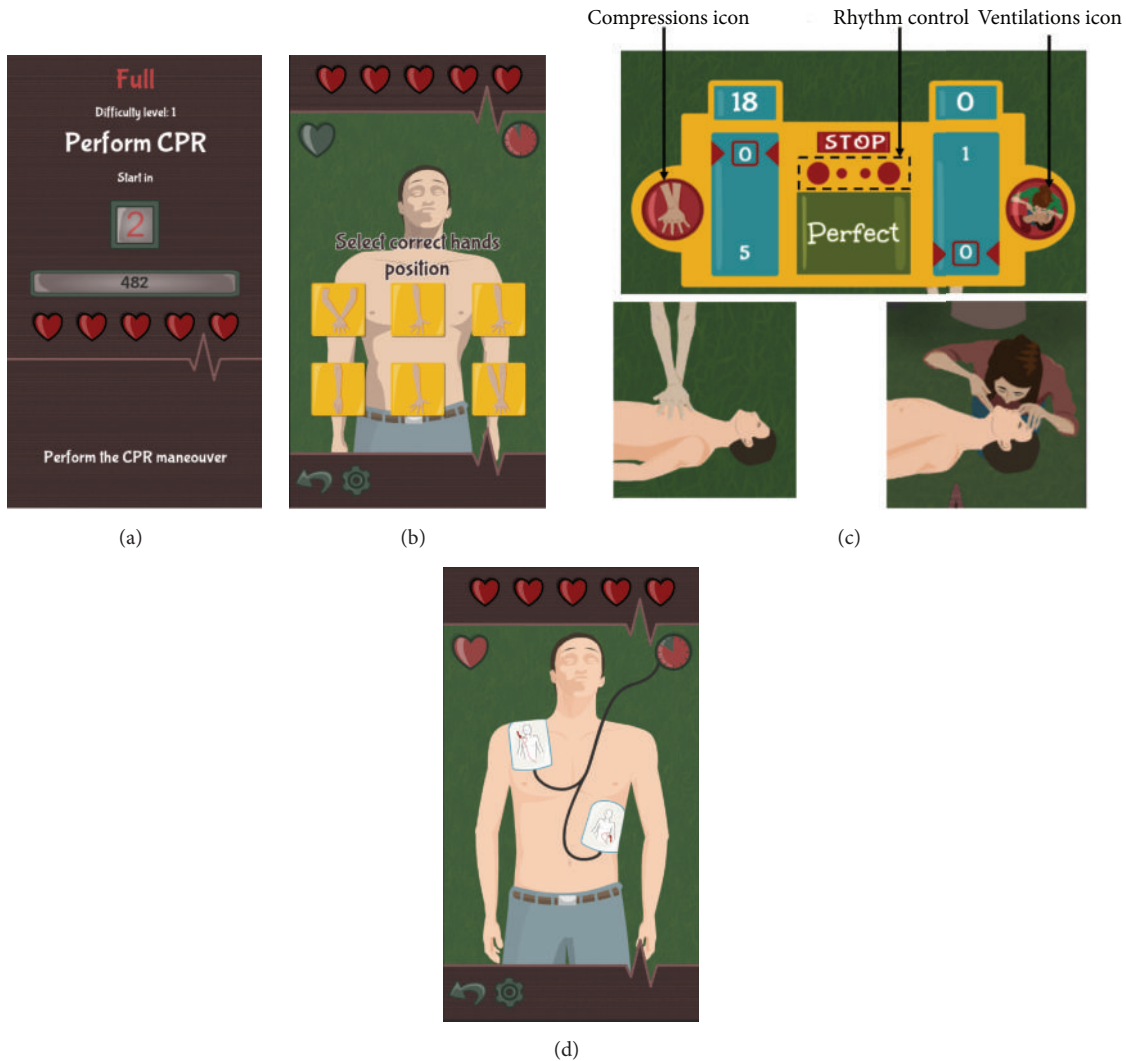 Compressions icon
Rhythm control
Ventilations icon
Full
Difficulty level: 1
Perform CPR
Start in
2
482
Perform the CPR maneouver
(a)
Select correct hands
position
(b)
18
0
5
STOP
Perfect
0
1
0
(c)
(d)